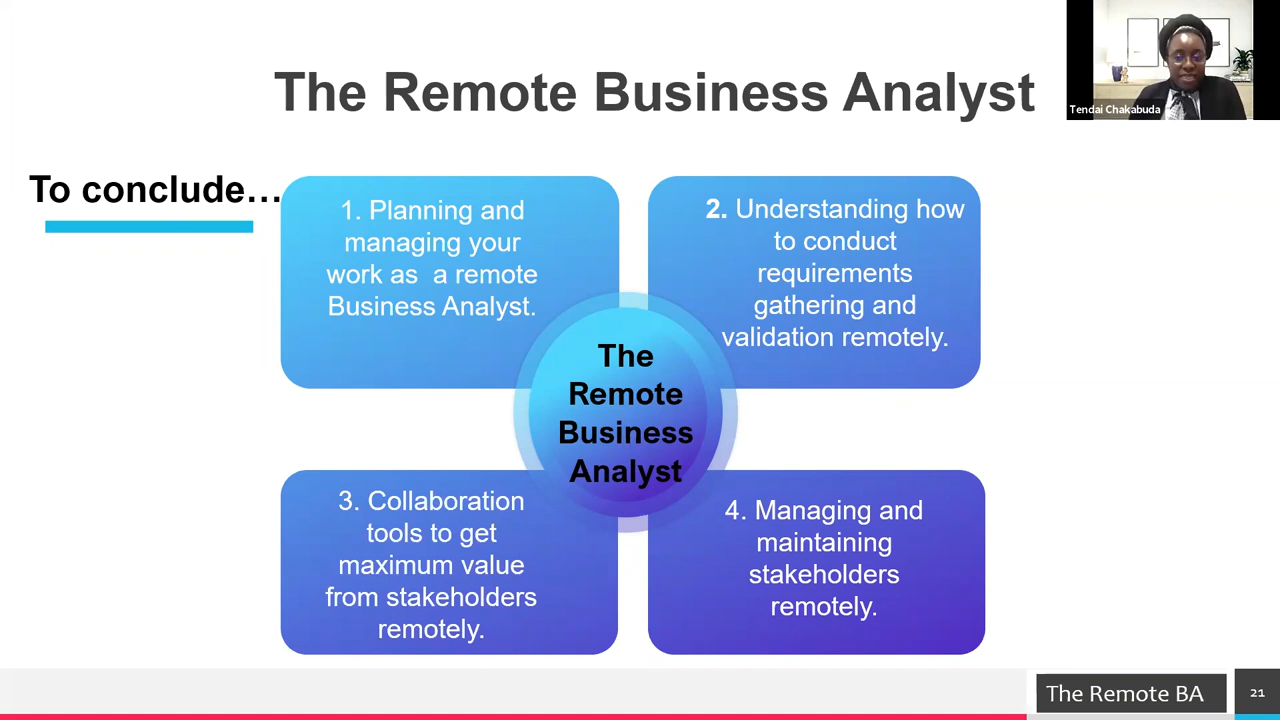 The Remote Business Analyst
Tendai Chakabuda
To conclude...
1. Planning and
managing your
work as  a remote
Business Analyst.
2. Understanding how
to conduct
requirements
gathering and
validation remotely.
The
Remote
Business
Analyst
3. Collaboration
tools to get
maximum value
from stakeholders
remotely.
4. Managing and
maintaining
stakeholders
remotely.
The Remote BA
21